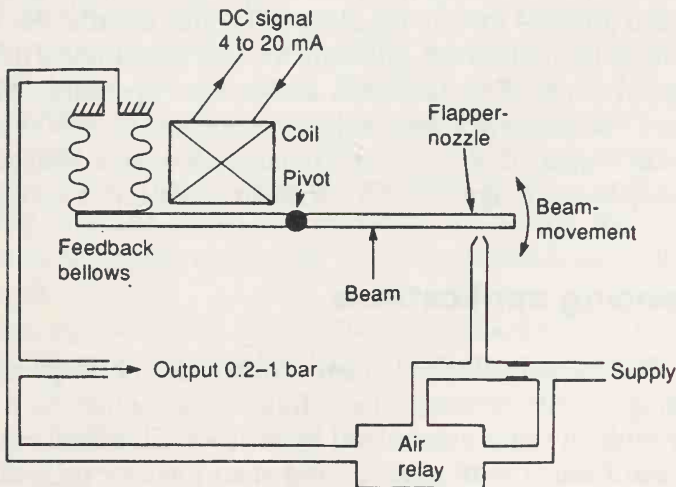 DC signal
4 to 20 mA
Coil
Pivot
Flapper-
nozzle
Beam-
movement
Feedback
bellows
Beam
Output 0.2–1 bar
Supply
Air
relay